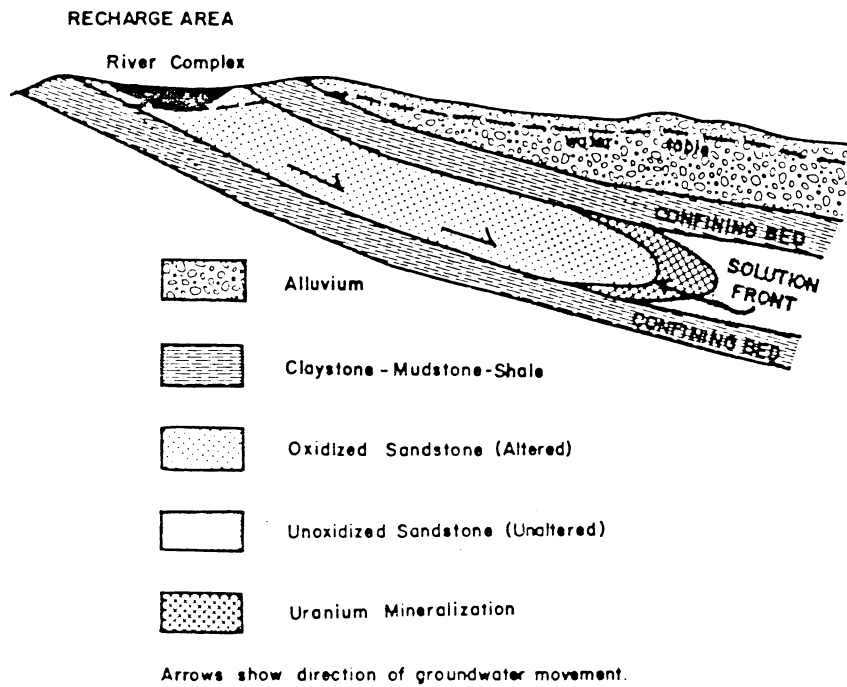 RECHARGE AREA
River Complex
water table
CONFINING BED
SOLUTION
FRONT
CONFINING BED
Alluvium
Claystone - Mudstone - Shale
Oxidized Sandstone (Altered)
Unoxidized Sandstone (Unaltered)
Uranium Mineralization
Arrows show direction of groundwater movement.